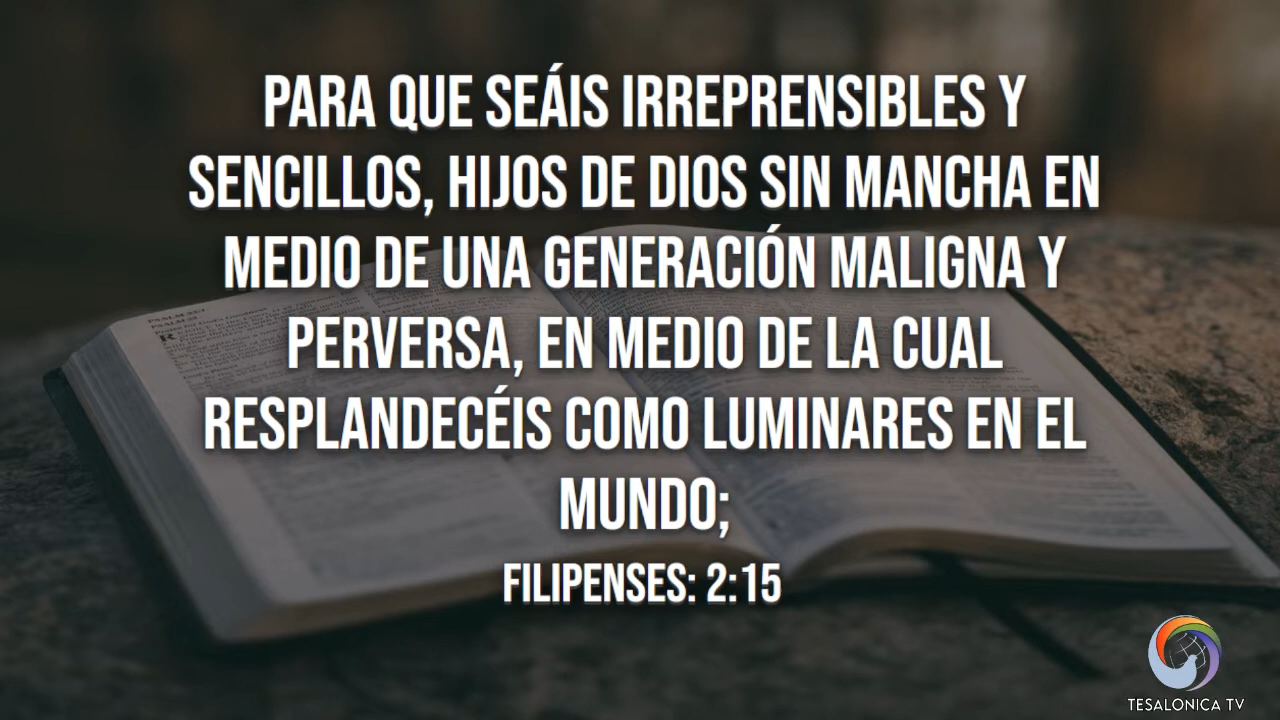 PARA QUE SEÁIS IRREPRENSIBLES Y
SENCILLOS, HIJOS DE DIOS SIN MANCHA EN
MEDIO DE UNA GENERACIÓN MALIGNA Y
PERVERSA, EN MEDIO DE LA CUAL
RESPLANDECÉIS COMO LUMINARES EN EL
MUNDO;
FILIPENSES: 2:15
TESALONICA TV